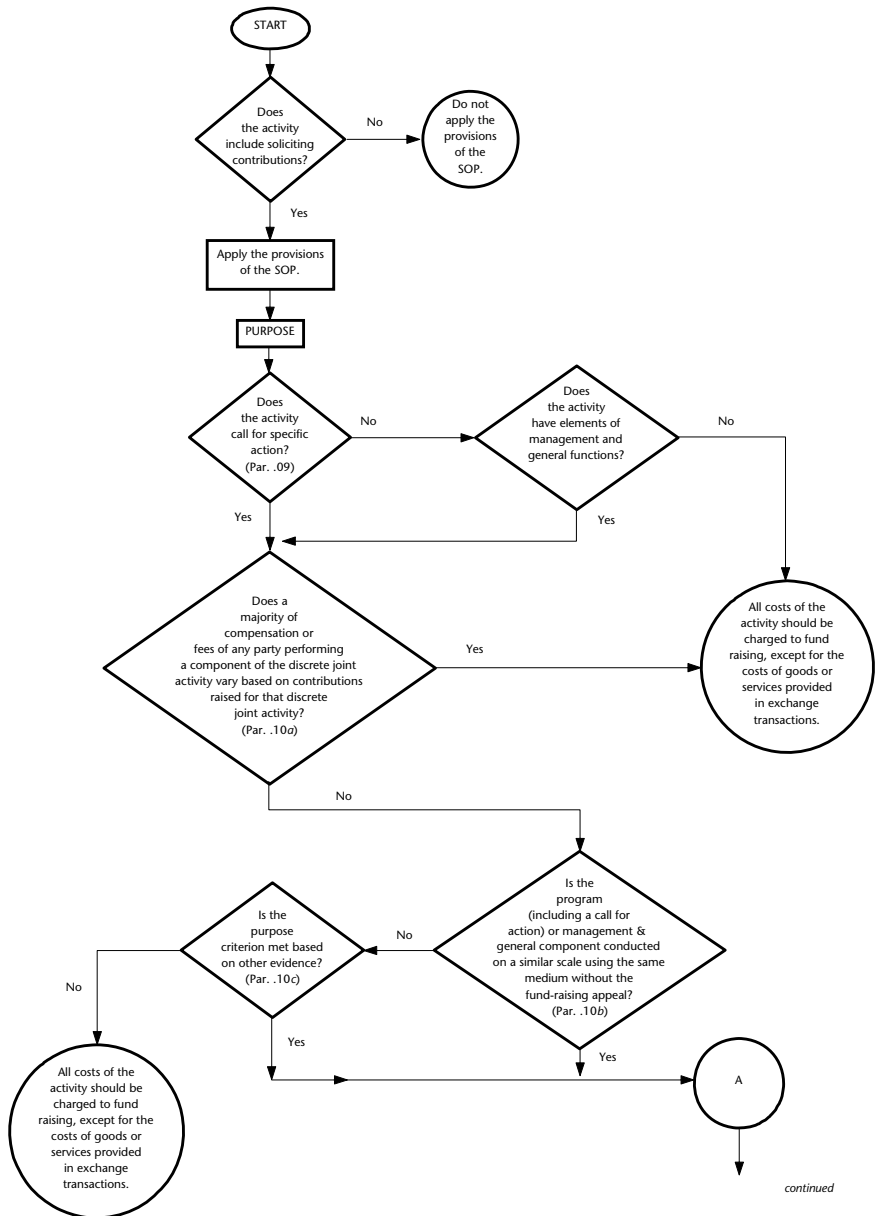 START
Does
the activity
include soliciting
contributions?
No
Do not
apply the
provisions
of the
SOP.
Yes
Apply the provisions
of the SOP.
PURPOSE
Does
the activity
call for specific
action?
(Par. .09)
No
Does
the activity
have elements of
management and
general functions?
No
Yes
Yes
Does a
majority of
compensation or
fees of any party performing
a component of the discrete joint
activity vary based on contributions
raised for that discrete
joint activity?
(Par. .10a)
Yes
All costs of the
activity should be
charged to fund
raising, except for the
costs of goods or
services provided
in exchange
transactions.
No
Is the
program
(including a call for
action) or management &
general component conducted
on a similar scale using the same
medium without the
fund-raising appeal?
(Par. .10b)
No
Is the
purpose
criterion met based
on other evidence?
(Par. .10c)
No
Yes
Yes
All costs of the
activity should be
charged to fund
raising, except for the
costs of goods or
services provided
in exchange
transactions.
A
continued